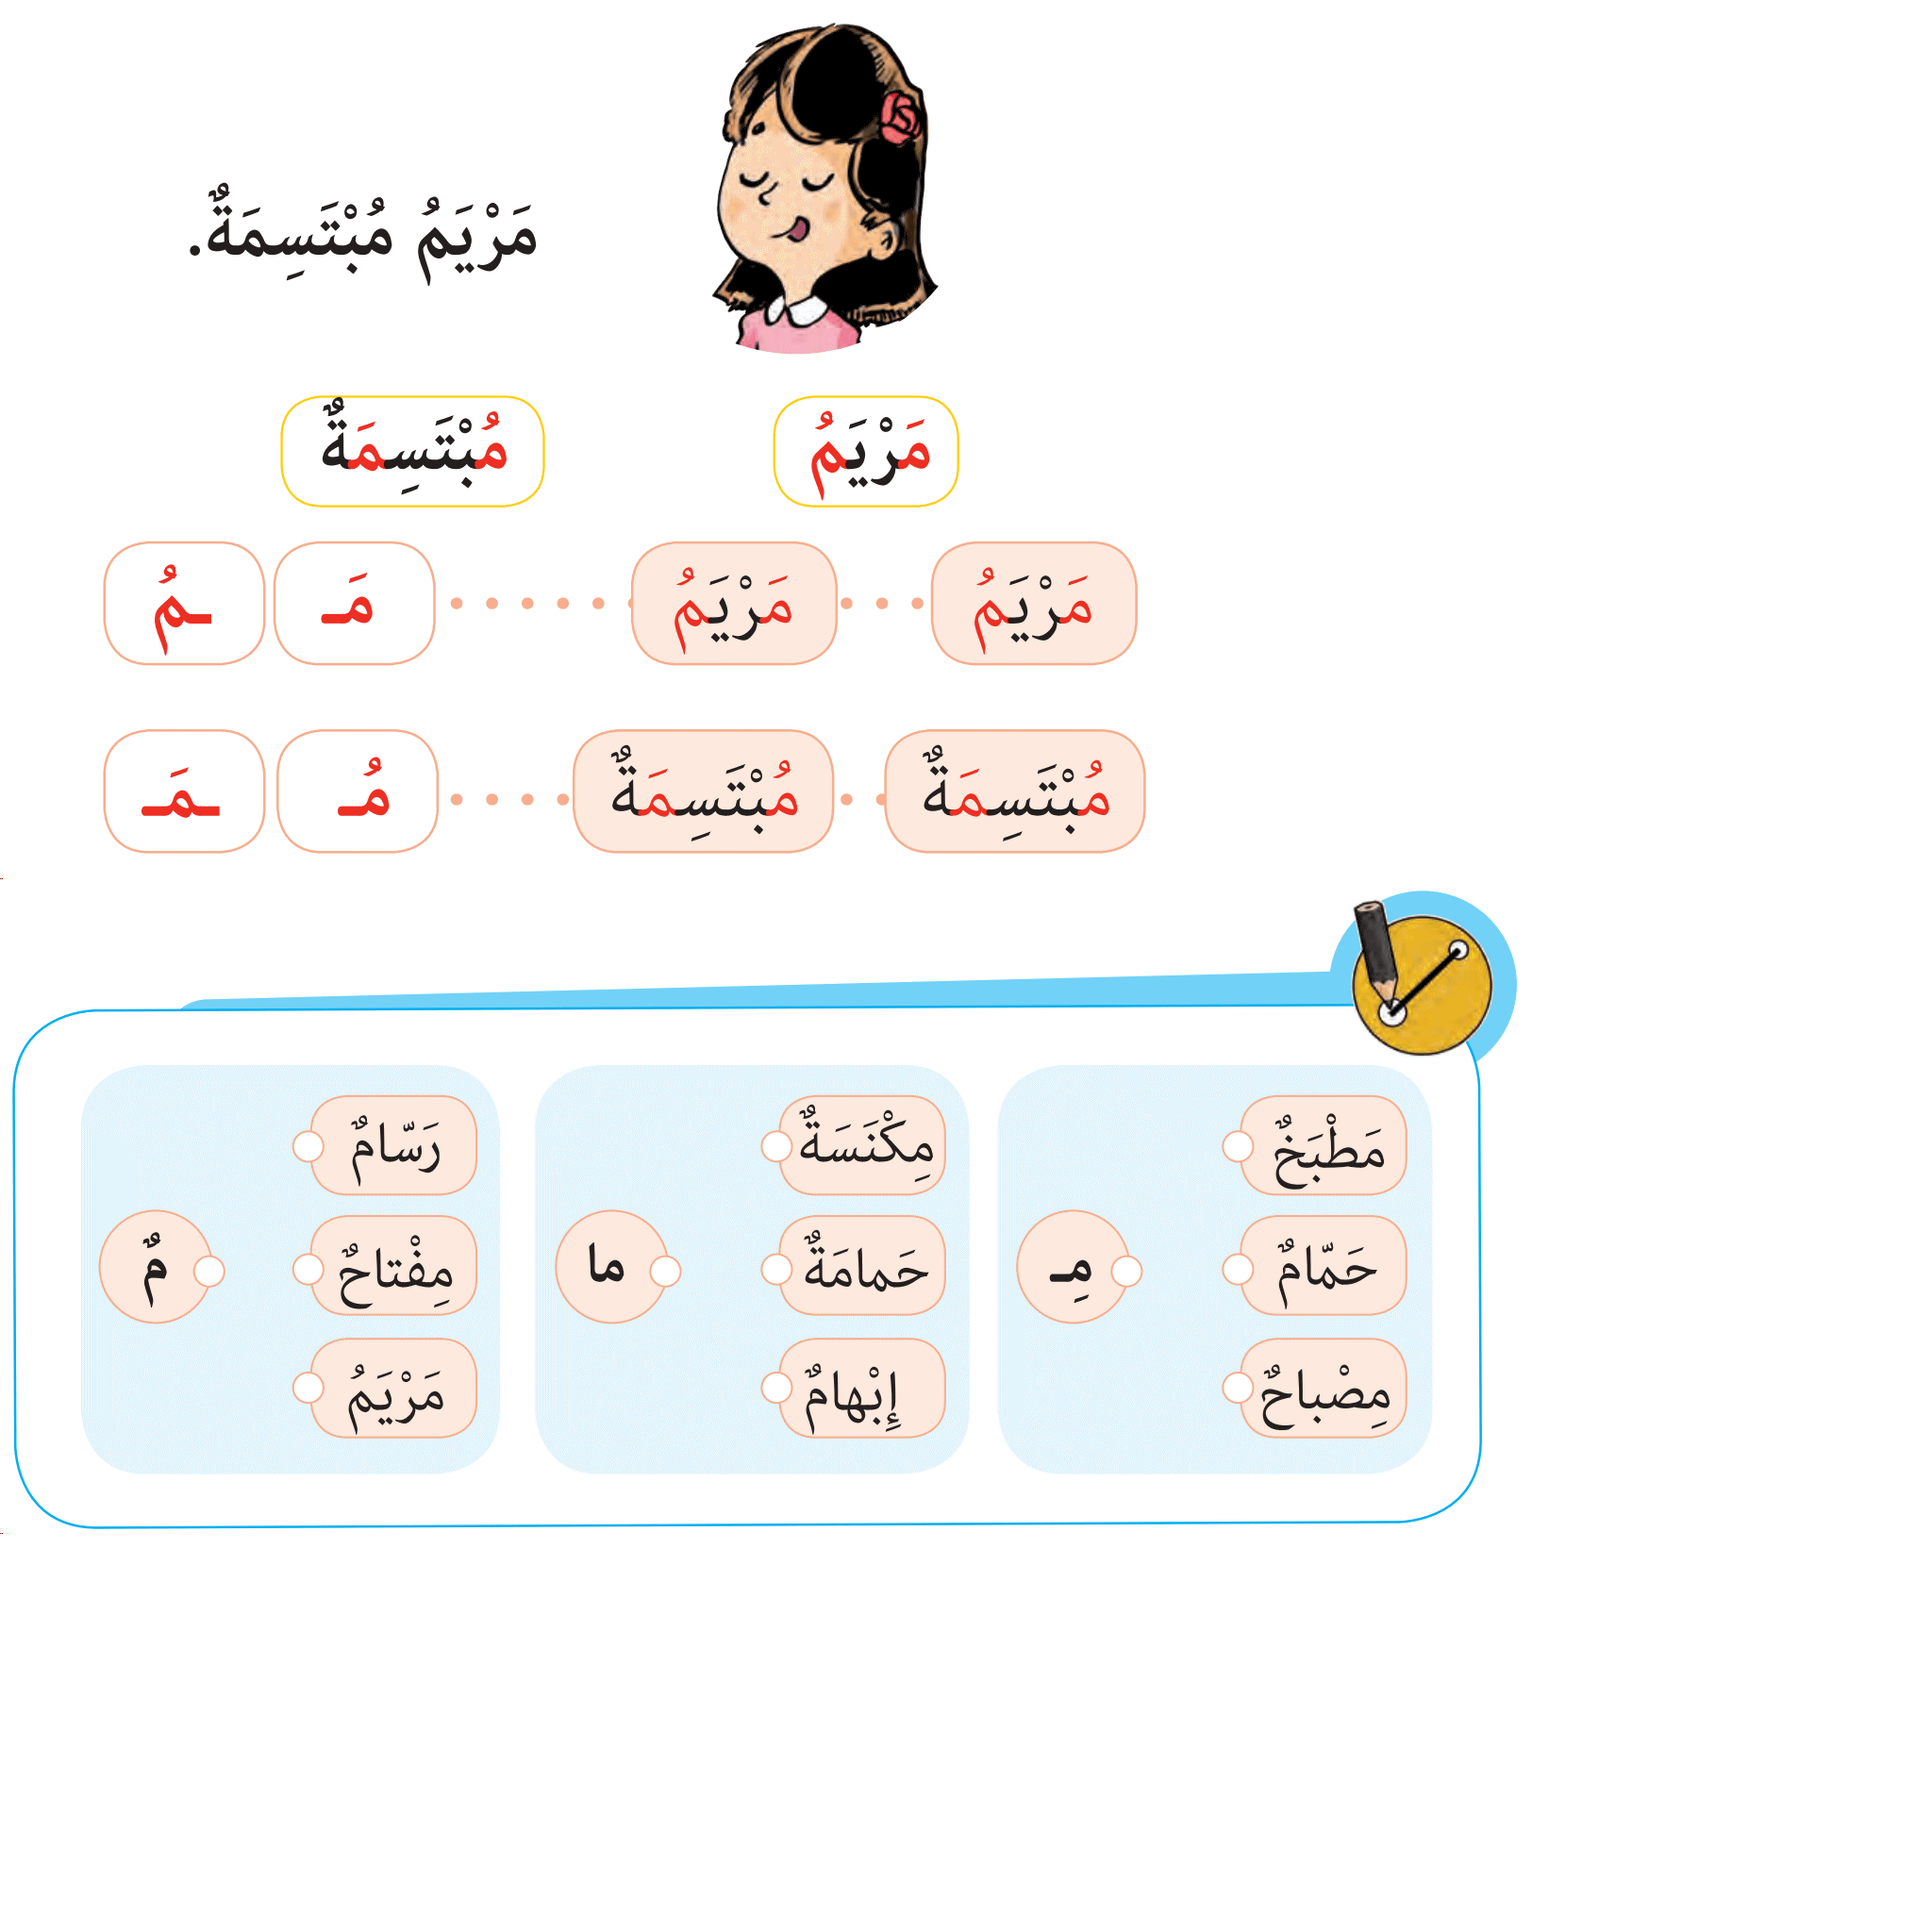 مَرْيَمُ مُبْتَسِمَةٌ.
مَرْيَمُ مُبْتَسِمَةٌ
مَرْيَمُ مَرْيَمُ مَـ ـمُ
مُبْتَسِمَةٌ مُبْتَسِمَةٌ مُـ ـمَـ
مَطْبَخٌ
حَمّامٌ
مِصْباحٌ
مِـ
مِكْنَسَةٌ
حَمامَةٌ
إِبْهامٌ
ما
رَسّامٌ
مِفْتاحٌ
مَرْيَمُ
مٌ